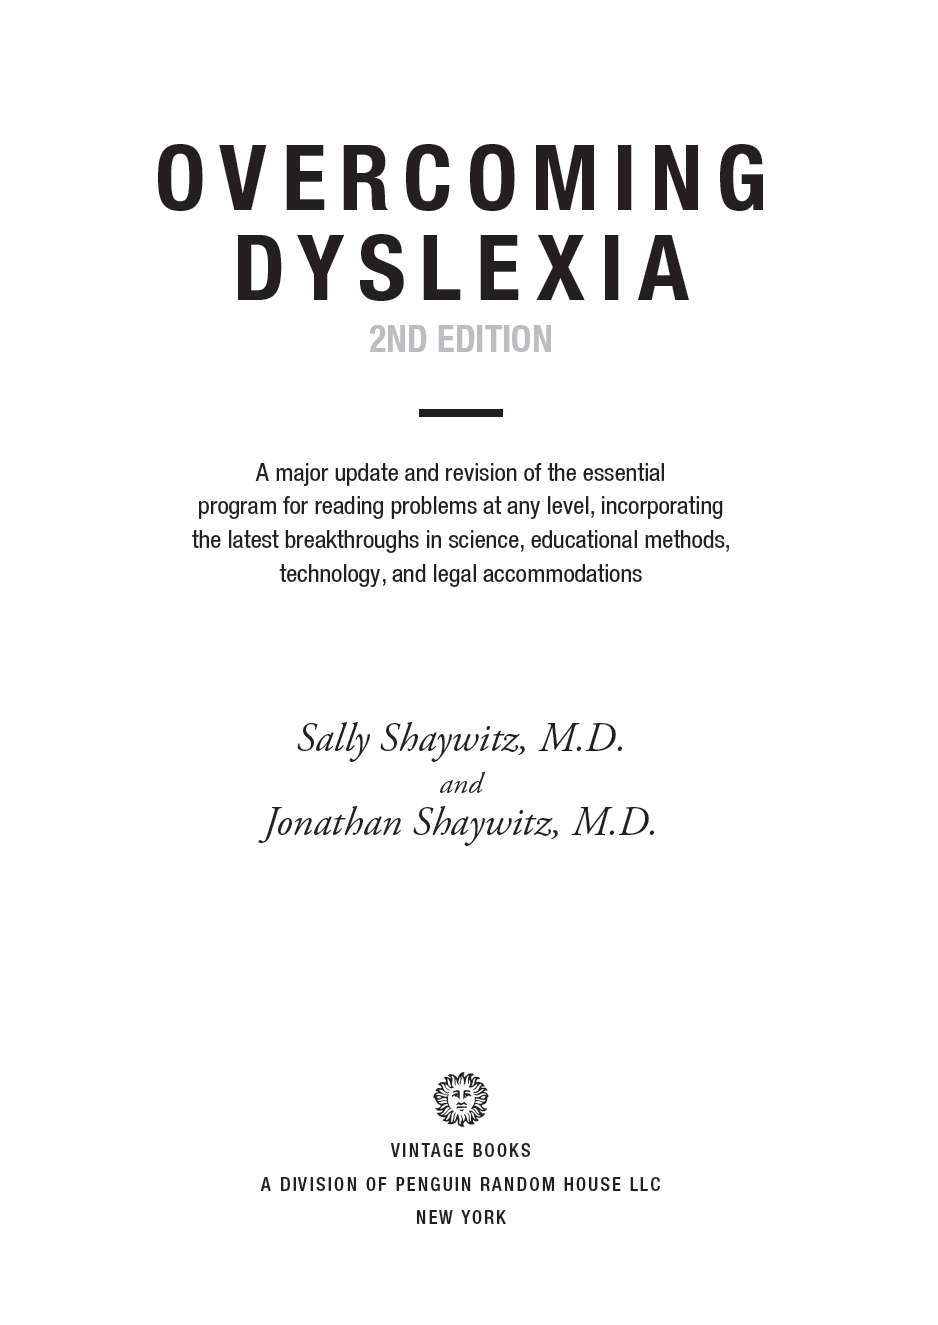 OVERCOMING
DYSLEXIA
2ND EDITION
A major update and revision of the essential
program for reading problems at any level, incorporating
the latest breakthroughs in science, educational methods,
technology, and legal accommodations
Sally Shaywitz, M.D.
and
Jonathan Shaywitz, M.D.
VINTAGE BOOKS
A DIVISION OF PENGUIN RANDOM HOUSE LLC
NEW YORK